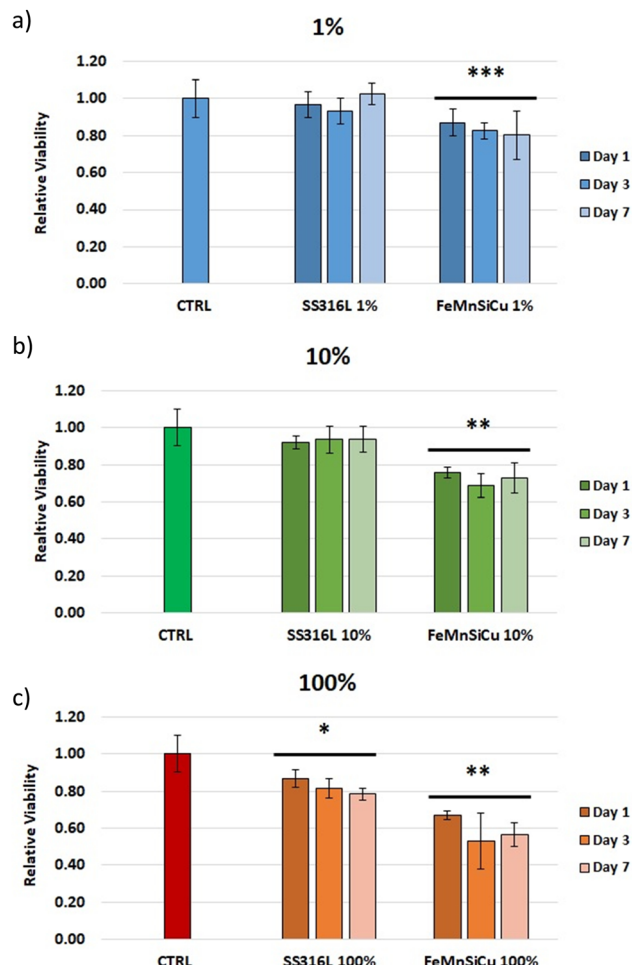 a)
1%
***
1.20
1.00
0.80
0.60
0.40
0.20
0.00
Relative Viability
CTRL
SS316L 1%
FeMnSiCu 1%
Day 1
Day 3
Day 7
b)
10%
**
1.20
1.00
0.80
0.60
0.40
0.20
0.00
Realtive Viability
CTRL
SS316L 10%
FeMnSiCu 10%
Day 1
Day 3
Day 7
c)
100%
*
**
1.20
1.00
0.80
0.60
0.40
0.20
0.00
Relative Viability
CTRL
SS316L 100%
FeMnSiCu 100%
Day 1
Day 3
Day 7